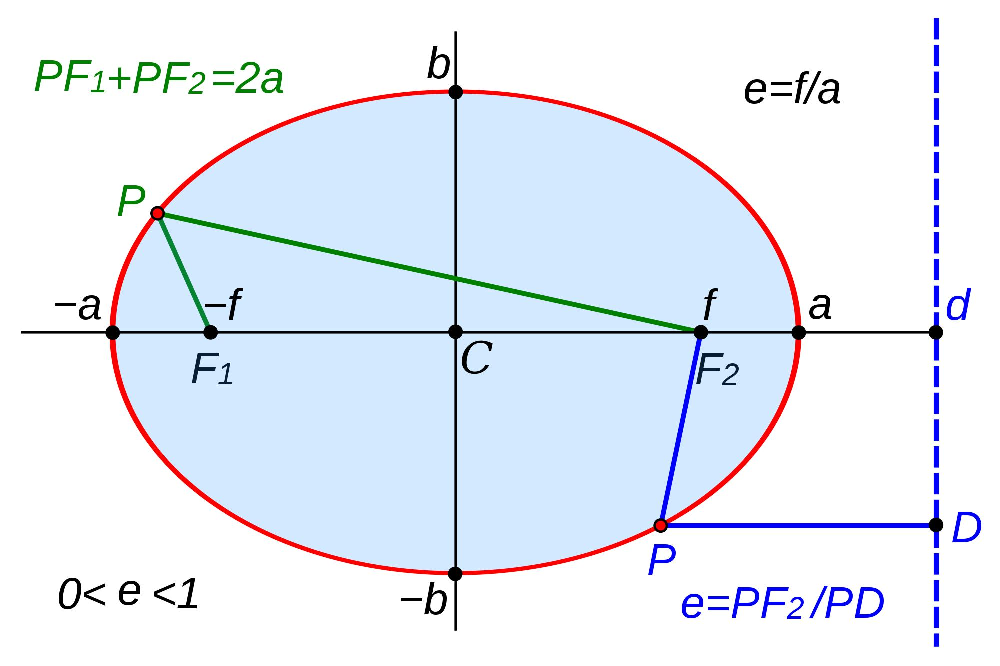 b
PF1+PF2=2a
e=f/a
P
−a
−f
f
a
d
C
F1
F2
D
P
0< e <1
−b
e=PF2/PD